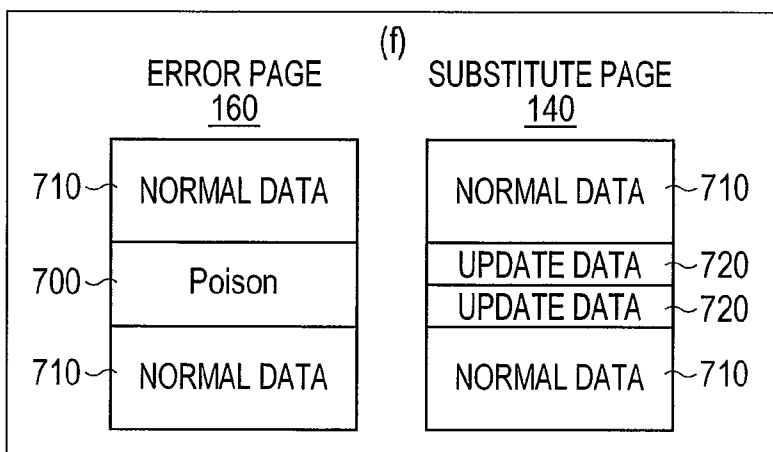 (f)
ERROR PAGE SUBSTITUTE PAGE
160 140
710 NORMAL DATA NORMAL DATA 710
700 Poison UPDATE DATA 720
UPDATE DATA 720
710 NORMAL DATA NORMAL DATA 710